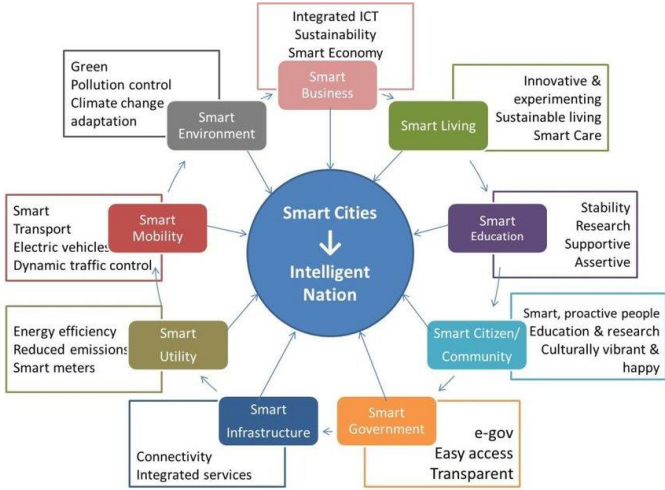 Integrated ICT
Sustainability
Smart Economy
Smart
Business
Innovative &
experimenting
Sustainable living
Smart Care
Smart Living
Stability
Research
Supportive
Assertive
Smart
Education
Smart, proactive people
Education & research
Culturally vibrant &
happy
Smart Citizen/
Community
e-gov
Easy access
Transparent
Smart
Government
Connectivity
Integrated services
Smart
Infrastructure
Energy efficiency
Reduced emissions
Smart meters
Smart
Utility
Smart
Transport
Electric vehicles
Dynamic traffic control
Smart
Mobility
Green
Pollution control
Climate change
adaptation
Smart
Environment
Smart Cities
Intelligent
Nation